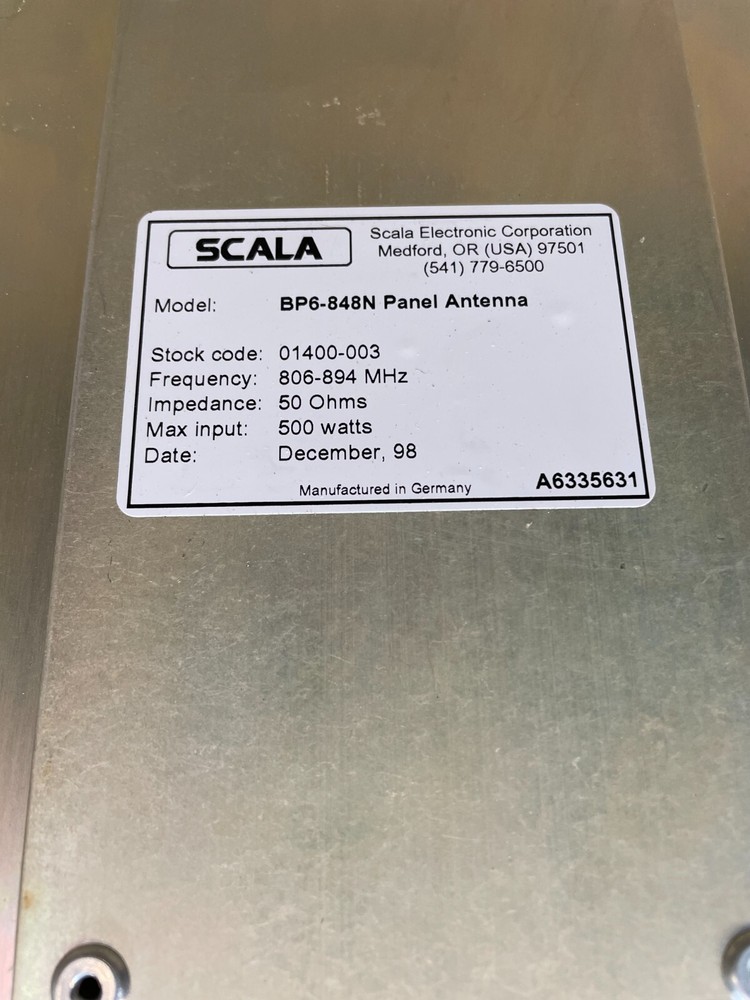 SCALA
Scala Electronic Corporation
Medford, OR (USA) 97501
(541) 779-6500
Model: BP6-848N Panel Antenna
Stock code: 01400-003
Frequency: 806-894 MHz
Impedance: 50 Ohms
Max input: 500 watts
Date: December, 98
Manufactured in Germany
A6335631